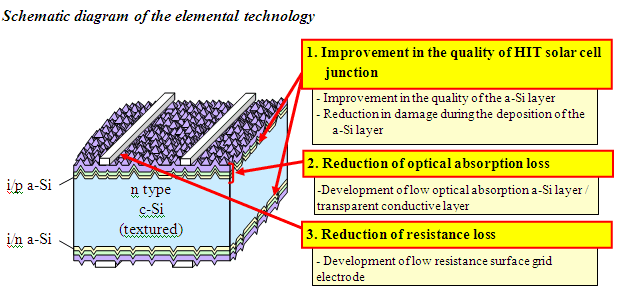 Schematic diagram of the elemental technology
1. Improvement in the quality of HIT solar cell
junction
- Improvement in the quality of the a-Si layer
- Reduction in damage during the deposition of the
a-Si layer
2. Reduction of optical absorption loss
-Development of low optical absorption a-Si layer /
transparent conductive layer
3. Reduction of resistance loss
- Development of low resistance surface grid
electrode
i/p a-Si
n type
c-Si
(textured)
i/n a-Si